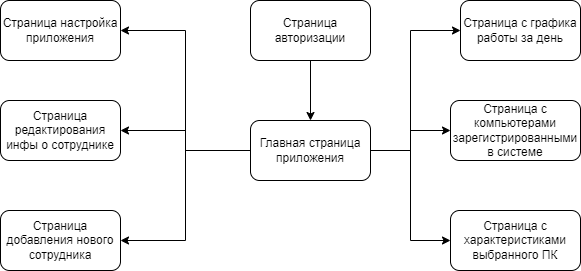 Страница настройка
приложения
Страница
авторизации
Страница с графика
работы за день
Страница
редактирования
инфы о сотруднике
Главная страница
приложения
Страница с
компьютерами
зарегистрированными
в системе
Страница
добавления нового
сотрудника
Страница с
характеристиками
выбранного ПК